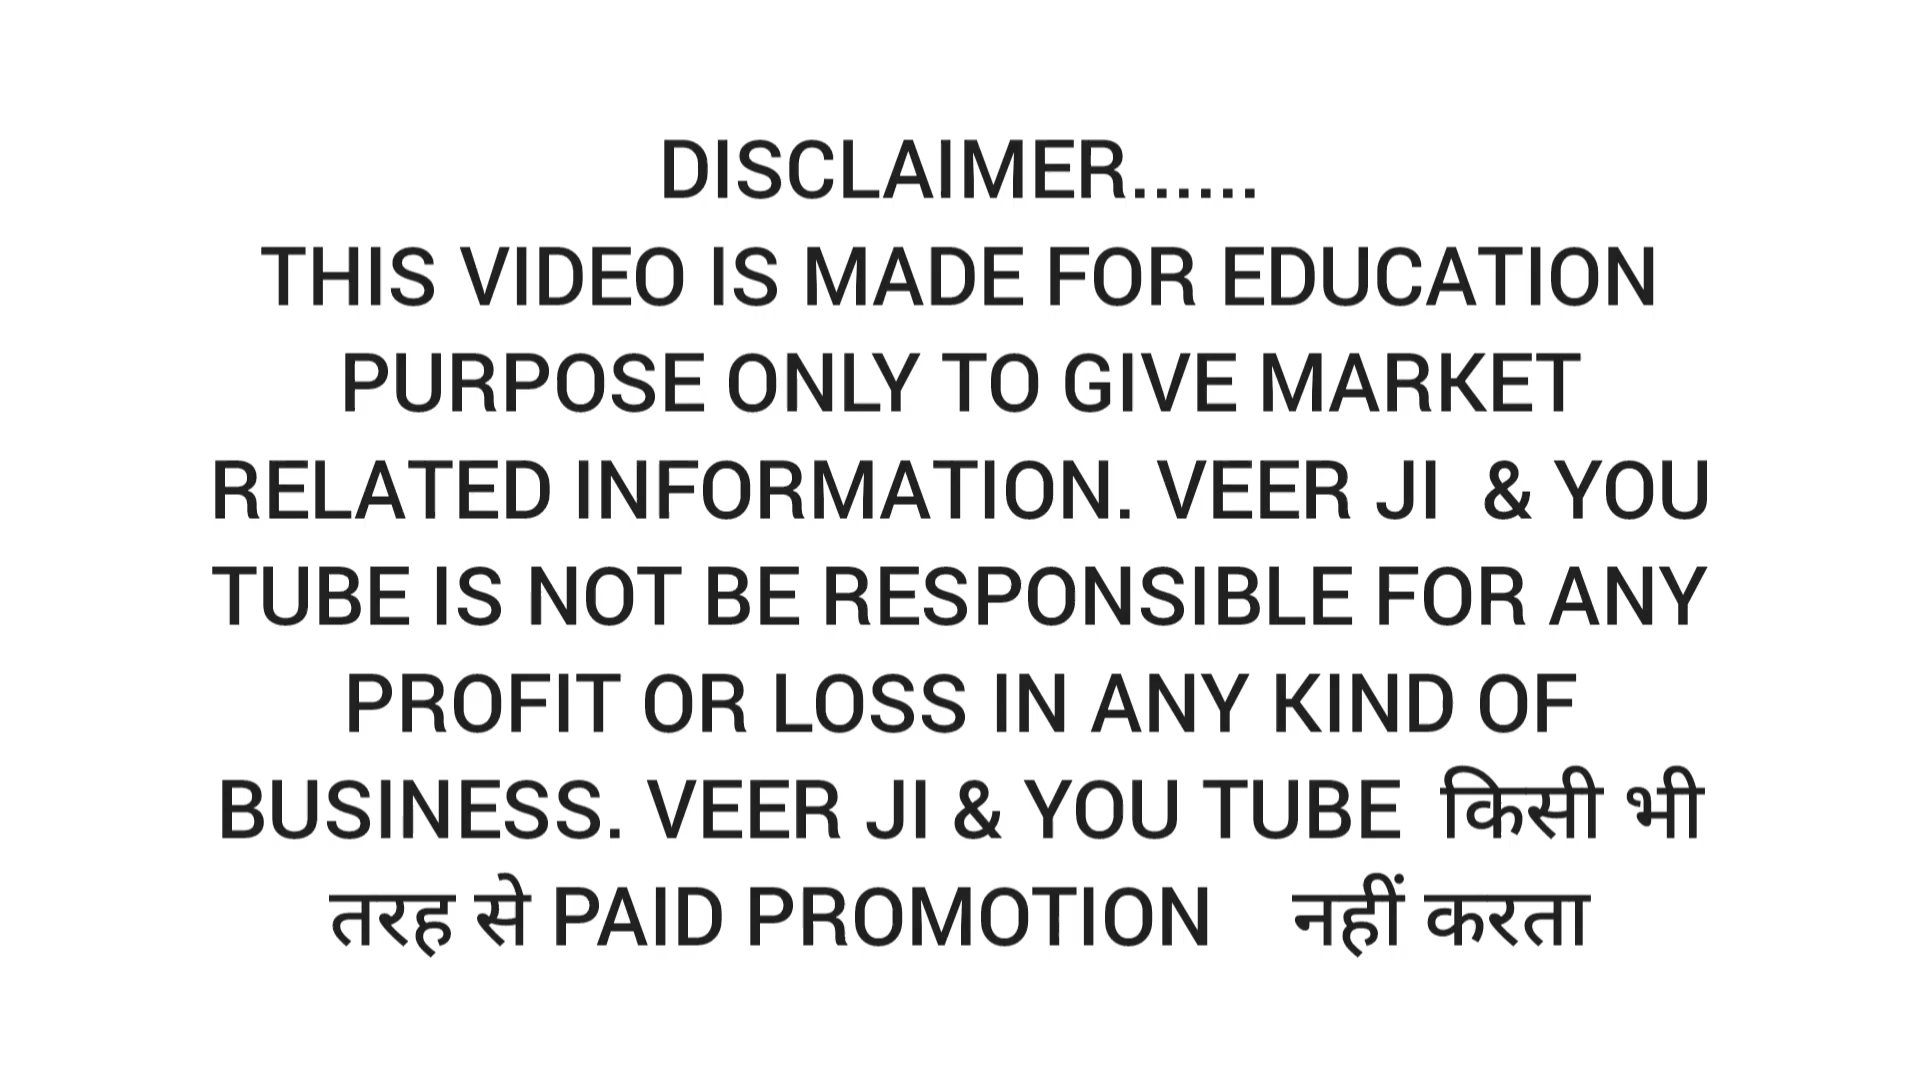 DISCLAIMER......
THIS VIDEO IS MADE FOR EDUCATION
PURPOSE ONLY TO GIVE MARKET
RELATED INFORMATION. VEER JI  & YOU
TUBE IS NOT BE RESPONSIBLE FOR ANY
PROFIT OR LOSS IN ANY KIND OF
BUSINESS. VEER JI & YOU TUBE  किसी भी
तरह से PAID PROMOTION    नहीं करता